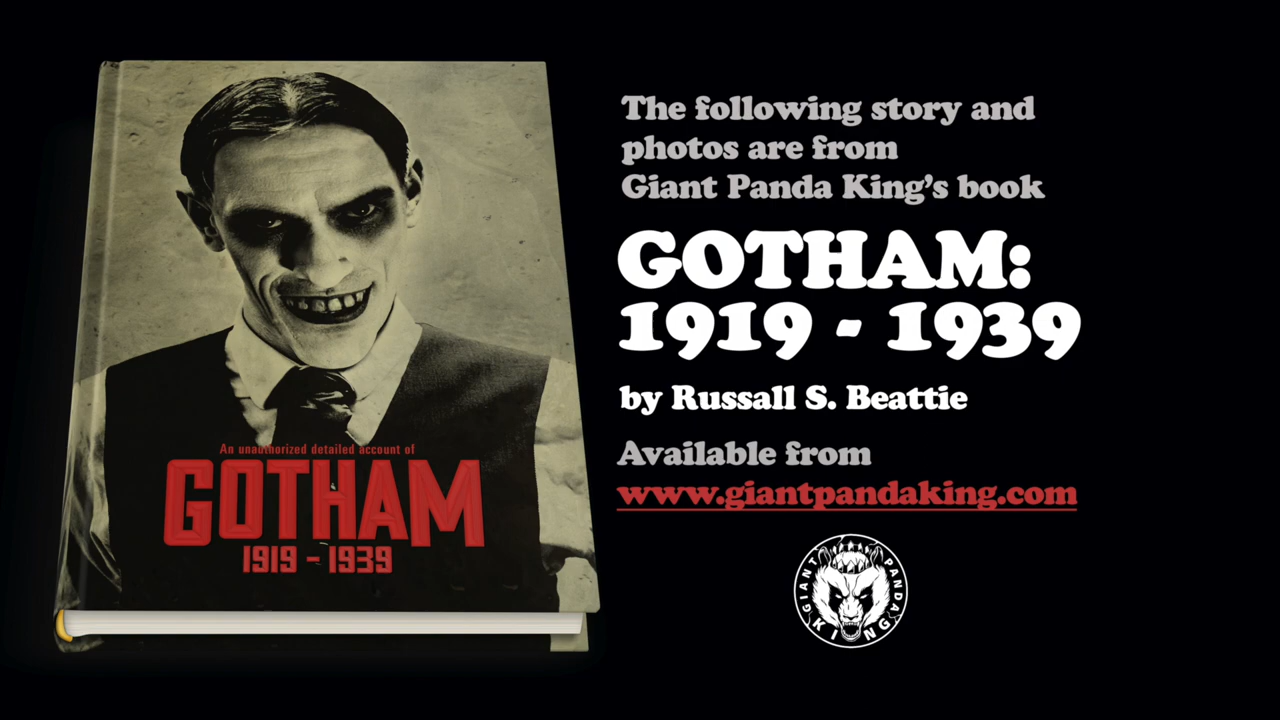 An unauthorized detailed account of
GOTHAM
1919 - 1939
The following story and
photos are from
Giant Panda King's book
GOTHAM:
1919 - 1939
by Russall S. Beattie
Available from
www.giantpandaking.com
GIANT PANDA
KING